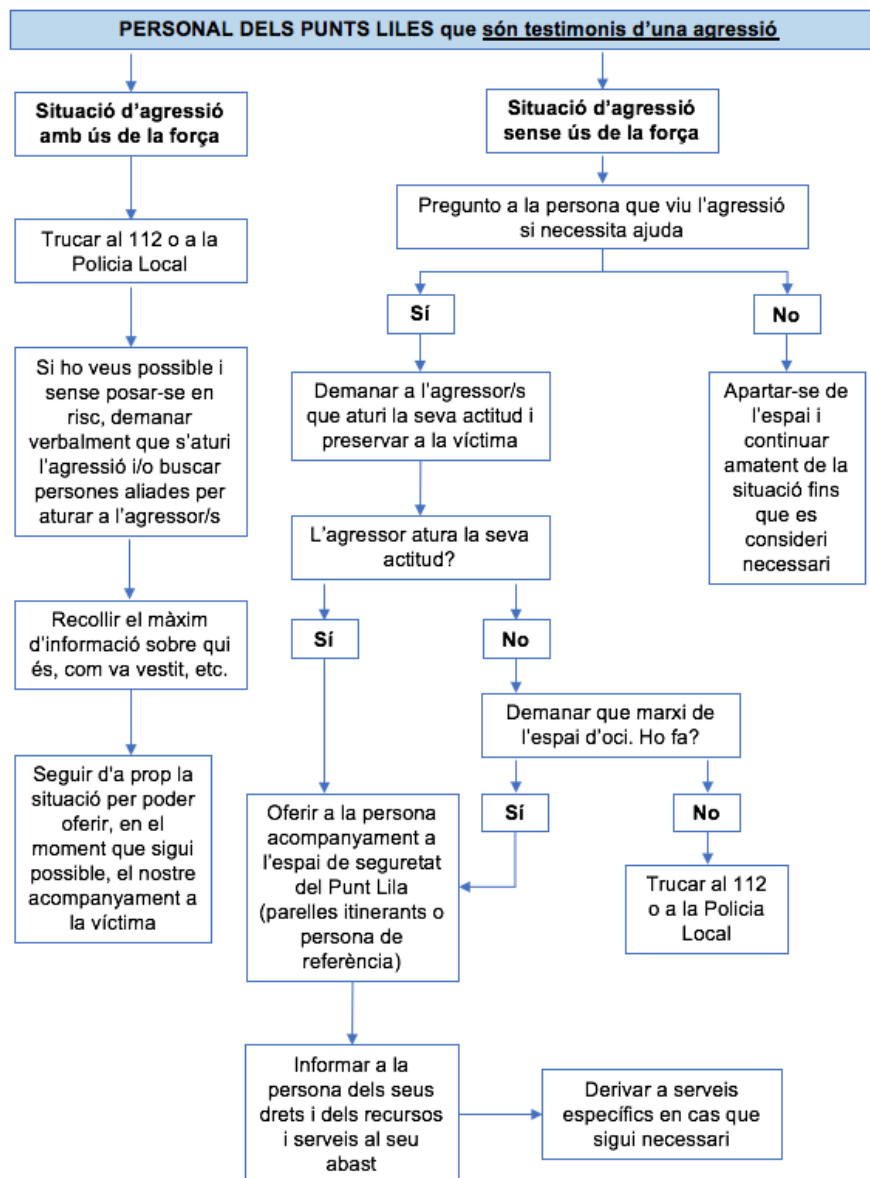 PERSONAL DELS PUNTS LILES que són testimonis d'una agressió
Situació d'agressió
amb ús de la força
Trucar al 112 o a la
Policia Local
Si ho veus possible i
sense posar-se en
risc, demanar
verbalment que s'aturi
l'agressió i/o buscar
persones aliades per
aturar a l'agressor/s
Recollir el màxim
d'informació sobre qui
és, com va vestit, etc.
Seguir d'a prop la
situació per poder
oferir, en el
moment que sigui
possible, el nostre
acompanyament a
la víctima
Situació d'agressió
sense ús de la força
Pregunto a la persona que viu l'agressió
si necessita ajuda
Sí
No
Demanar a l'agressor/s
que aturi la seva actitud i
preservar a la víctima
Apartar-se de
l'espai i
continuar
amatent de la
situació fins
que es
consideri
necessari
L'agressor atura la seva
actitud?
Sí
No
Demanar que marxi de
l'espai d'oci. Ho fa?
Sí
No
Oferir a la persona
acompanyament a
l'espai de seguretat
del Punt Lila
(parelles itinerants o
persona de
referència)
Trucar al 112
o a la Policia
Local
Informar a la
persona dels seus
drets i dels recursos
i serveis al seu
abast
Derivar a serveis
específics en cas que
sigui necessari